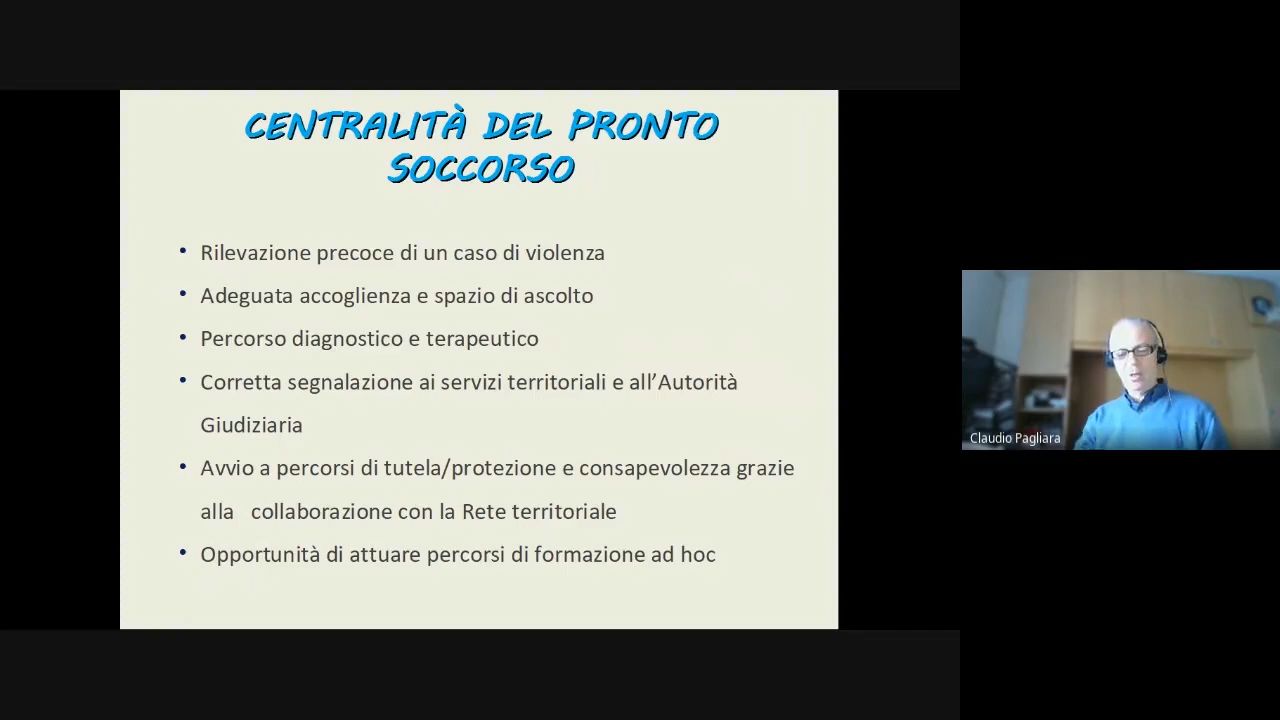 CENTRALITÀ DEL PRONTO
SOCCORSO
• Rilevazione precoce di un caso di violenza
• Adeguata accoglienza e spazio di ascolto
• Percorso diagnostico e terapeutico
• Corretta segnalazione ai servizi territoriali e all’Autorità
Giudiziaria
• Avvio a percorsi di tutela/protezione e consapevolezza grazie
alla collaborazione con la Rete territoriale
• Opportunità di attuare percorsi di formazione ad hoc
Claudio Pagliara